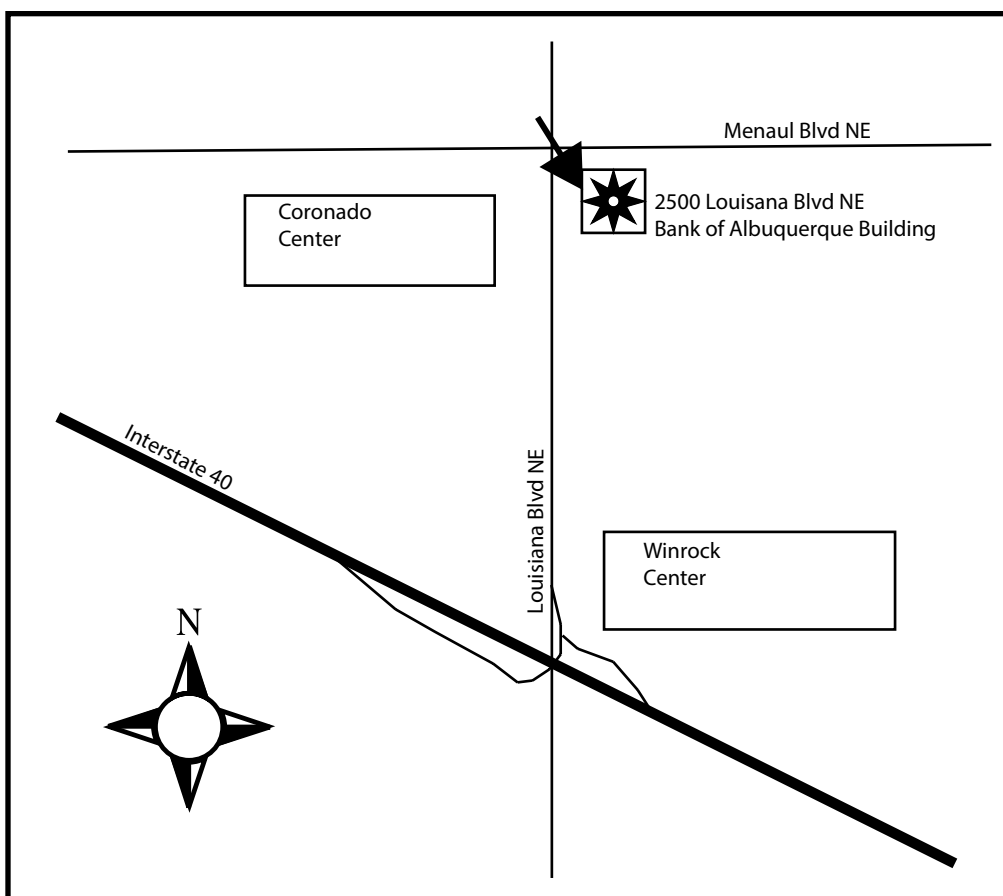 Menaul Blvd NE
Coronado
Center
2500 Louisana Blvd NE
Bank of Albuquerque Building
Interstate 40
Louisiana Blvd NE
Winrock
Center
N